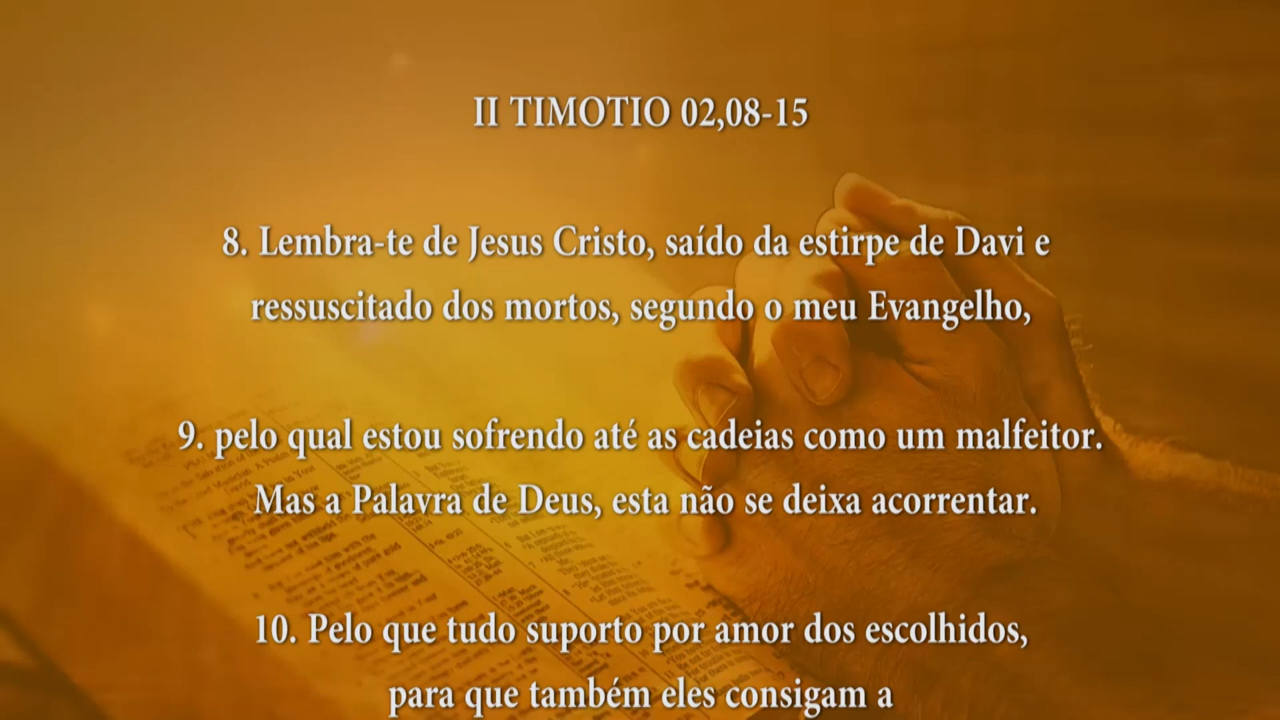 II TIMOTIO 02,08-15
8. Lembra-te de Jesus Cristo, saído da estirpe de Davi e
ressuscitado dos mortos, segundo o meu Evangelho,
9. pelo qual estou sofrendo até as cadeias como um malfeitor.
Mas a Palavra de Deus, esta não se deixa acorrentar.
10. Pelo que tudo suporto por amor dos escolhidos,
para que também eles consigam a